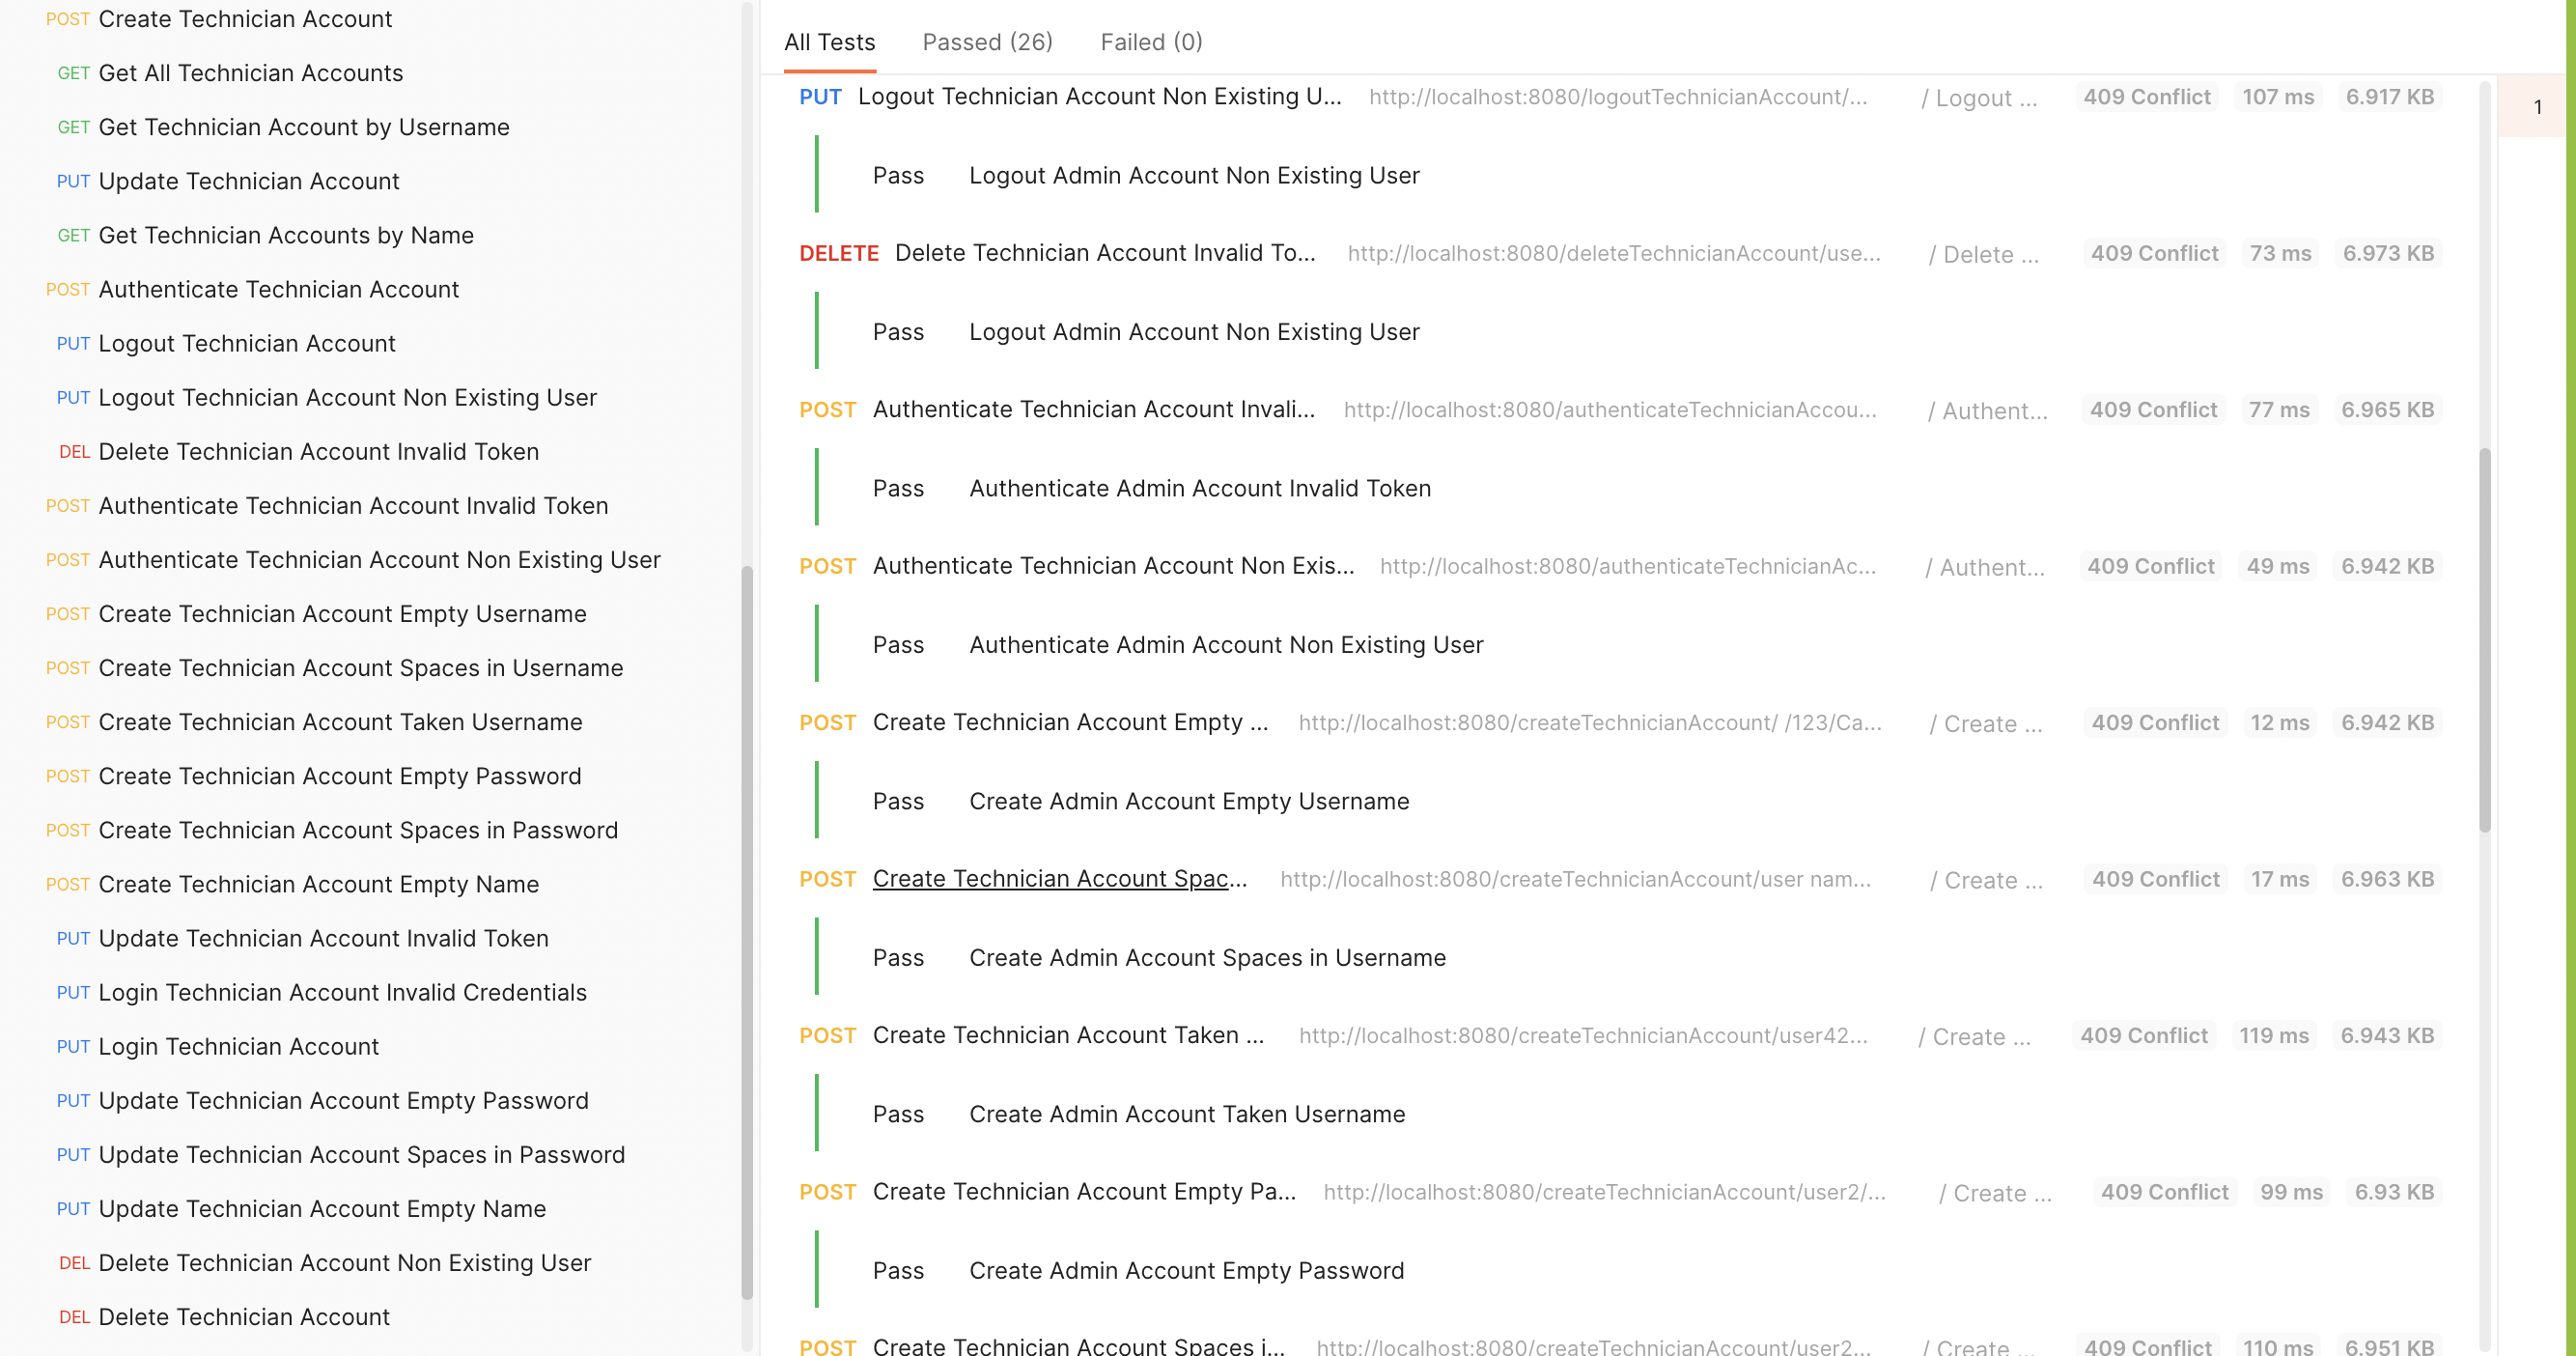 POST Create Technician Account
GET Get All Technician Accounts
GET Get Technician Account by Username
PUT Update Technician Account
GET Get Technician Accounts by Name
POST Authenticate Technician Account
PUT Logout Technician Account
PUT Logout Technician Account Non Existing User
DEL Delete Technician Account Invalid Token
POST Authenticate Technician Account Invalid Token
POST Authenticate Technician Account Non Existing User
POST Create Technician Account Empty Username
POST Create Technician Account Spaces in Username
POST Create Technician Account Taken Username
POST Create Technician Account Empty Password
POST Create Technician Account Spaces in Password
POST Create Technician Account Empty Name
PUT Update Technician Account Invalid Token
PUT Login Technician Account Invalid Credentials
PUT Login Technician Account
PUT Update Technician Account Empty Password
PUT Update Technician Account Spaces in Password
PUT Update Technician Account Empty Name
DEL Delete Technician Account Non Existing User
DEL Delete Technician Account
All Tests Passed (26) Failed (0)
PUT Logout Technician Account Non Existing U... http://localhost:8080/logoutTechnicianAccount/... / Logout ... 409 Conflict 107 ms 6.917 KB
1
Pass Logout Admin Account Non Existing User
DELETE Delete Technician Account Invalid To... http://localhost:8080/deleteTechnicianAccount/use... / Delete ... 409 Conflict 73 ms 6.973 KB
Pass Logout Admin Account Non Existing User
POST Authenticate Technician Account Invali... http://localhost:8080/authenticateTechnicianAccou... / Authent... 409 Conflict 77 ms 6.965 KB
Pass Authenticate Admin Account Invalid Token
POST Authenticate Technician Account Non Exis... http://localhost:8080/authenticateTechnicianAc... / Authent... 409 Conflict 49 ms 6.942 KB
Pass Authenticate Admin Account Non Existing User
POST Create Technician Account Empty ... http://localhost:8080/createTechnicianAccount/ /123/Ca... / Create ... 409 Conflict 12 ms 6.942 KB
Pass Create Admin Account Empty Username
POST Create Technician Account Spac... http://localhost:8080/createTechnicianAccount/user nam... / Create ... 409 Conflict 17 ms 6.963 KB
Pass Create Admin Account Spaces in Username
POST Create Technician Account Taken ... http://localhost:8080/createTechnicianAccount/user42... / Create ... 409 Conflict 119 ms 6.943 KB
Pass Create Admin Account Taken Username
POST Create Technician Account Empty Pa... http://localhost:8080/createTechnicianAccount/user2/... / Create ... 409 Conflict 99 ms 6.93 KB
Pass Create Admin Account Empty Password
POST Create Technician Account Spaces i... http://localhost:8080/createTechnicianAccount/user2... / Create ... 409 Conflict 110 ms 6.951 KB